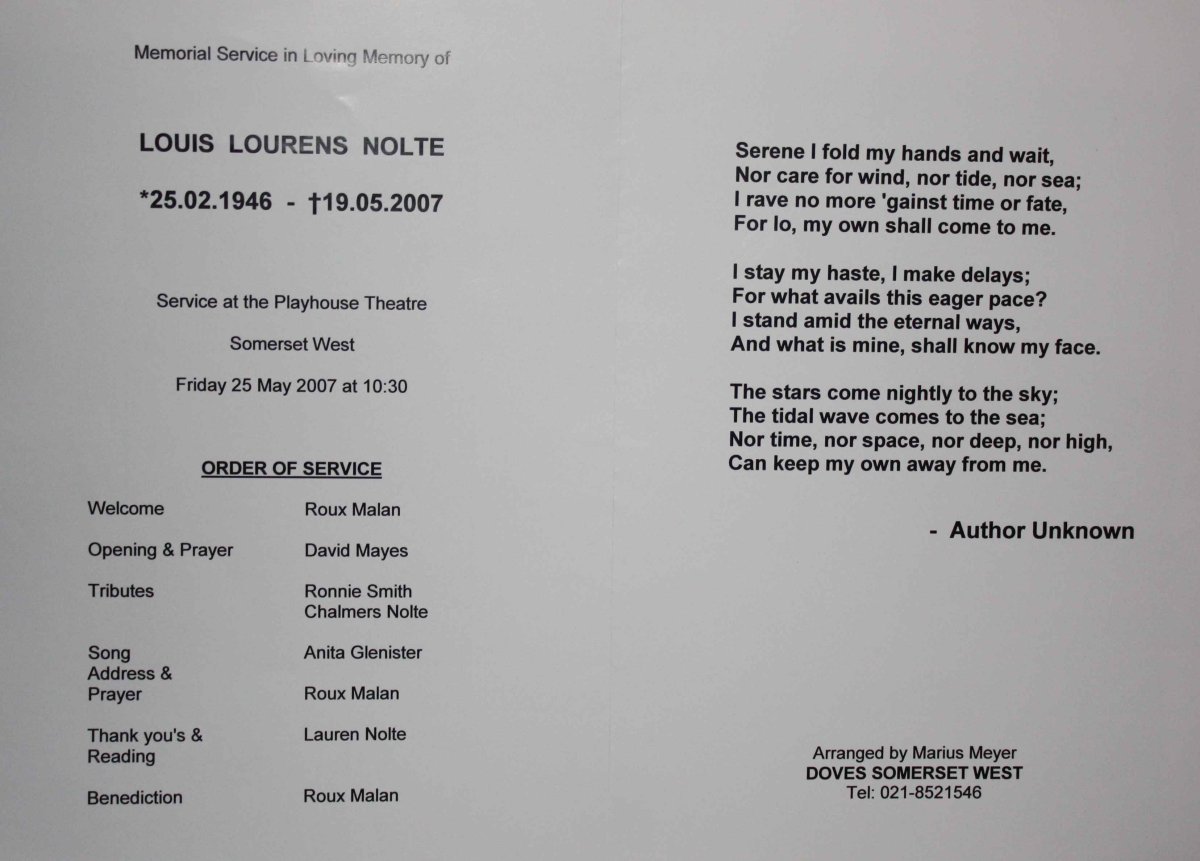 Memorial Service in Loving Memory of
LOUIS LOURENS NOLTE
*25.02.1946 - †19.05.2007
Service at the Playhouse Theatre
Somerset West
Friday 25 May 2007 at 10:30
ORDER OF SERVICE
Welcome Roux Malan
Opening & Prayer David Mayes
Tributes Ronnie Smith
Chalmers Nolte
Song Anita Glenister
Address &
Prayer Roux Malan
Thank you's & Lauren Nolte
Reading
Benediction Roux Malan
Serene I fold my hands and wait,
Nor care for wind, nor tide, nor sea;
I rave no more 'gainst time or fate,
For lo, my own shall come to me.
I stay my haste, I make delays;
For what avails this eager pace?
I stand amid the eternal ways,
And what is mine, shall know my face.
The stars come nightly to the sky;
The tidal wave comes to the sea;
Nor time, nor space, nor deep, nor high,
Can keep my own away from me.
- Author Unknown
Arranged by Marius Meyer
DOVES SOMERSET WEST
Tel: 021-8521546